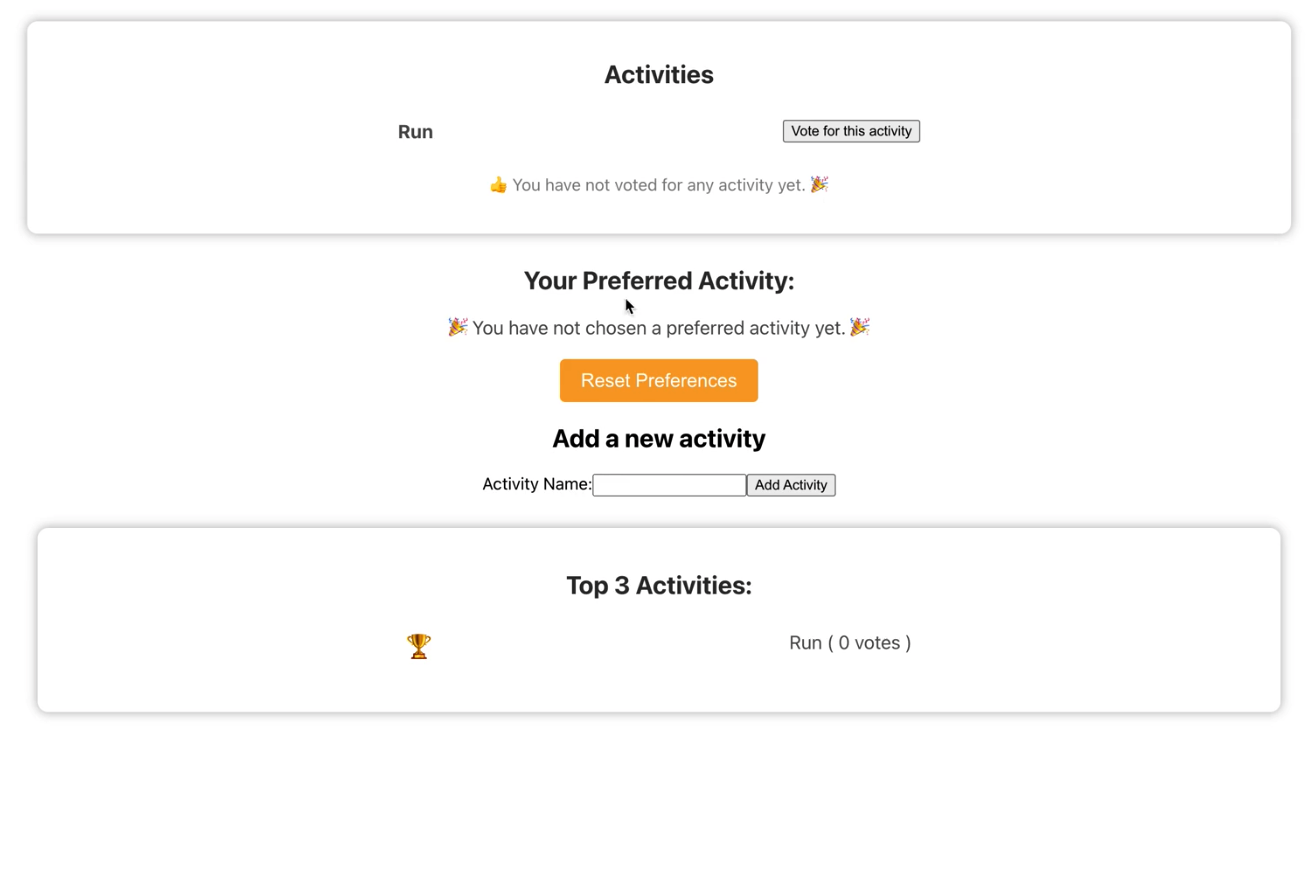 Activities
Run Vote for this activity
👍 You have not voted for any activity yet. 🎉
Your Preferred Activity:
🎉 You have not chosen a preferred activity yet. 🎉
Reset Preferences
Add a new activity
Activity Name: Add Activity
Top 3 Activities:
🏆 Run ( 0 votes )